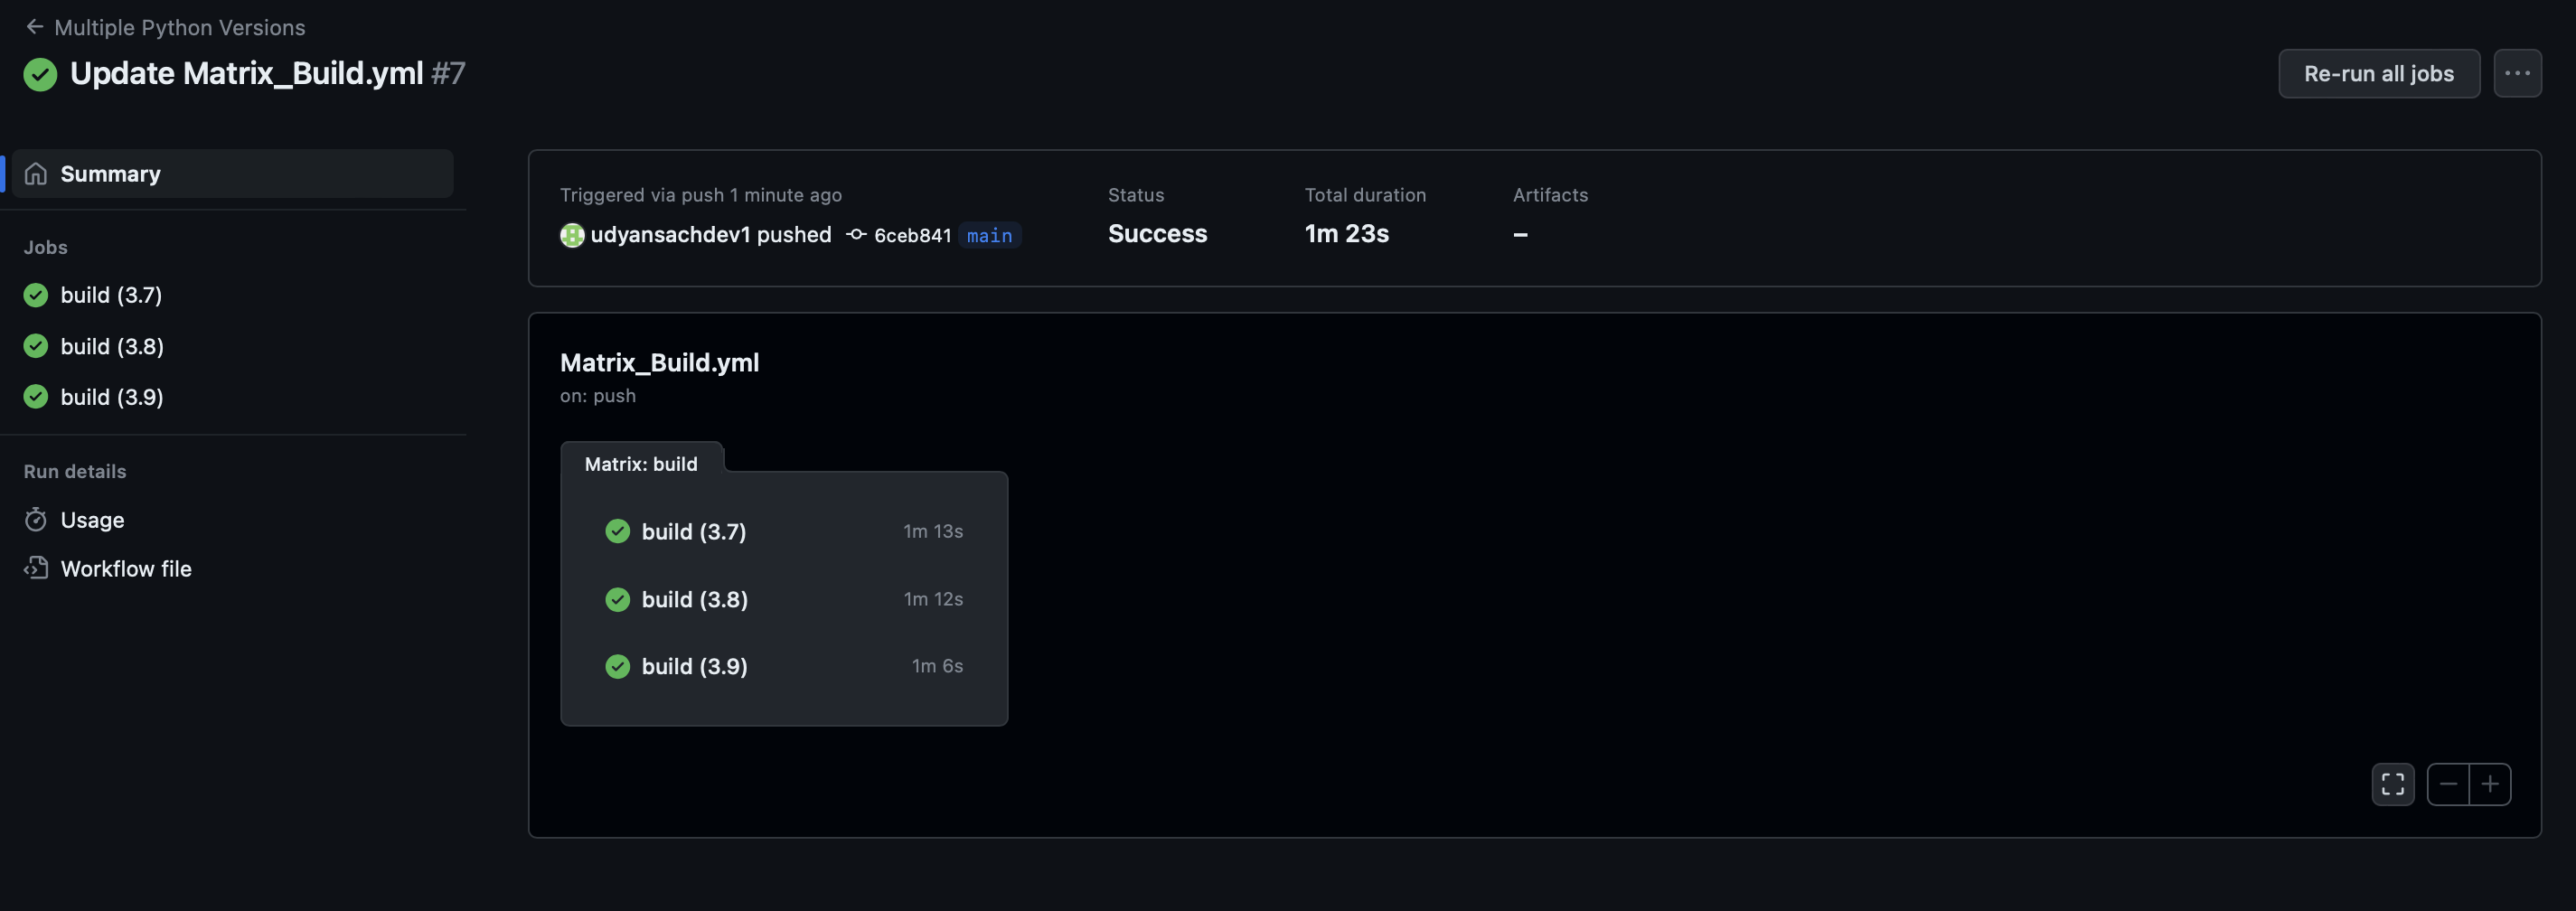 Multiple Python Versions
Update Matrix_Build.yml #7
Re-run all jobs
Summary
Jobs
build (3.7)
build (3.8)
build (3.9)
Run details
Usage
Workflow file
Triggered via push 1 minute ago
udyansachdev1 pushed 6ceb841 main
Status
Success
Total duration
1m 23s
Artifacts
–
Matrix_Build.yml
on: push
Matrix: build
build (3.7) 1m 13s
build (3.8) 1m 12s
build (3.9) 1m 6s